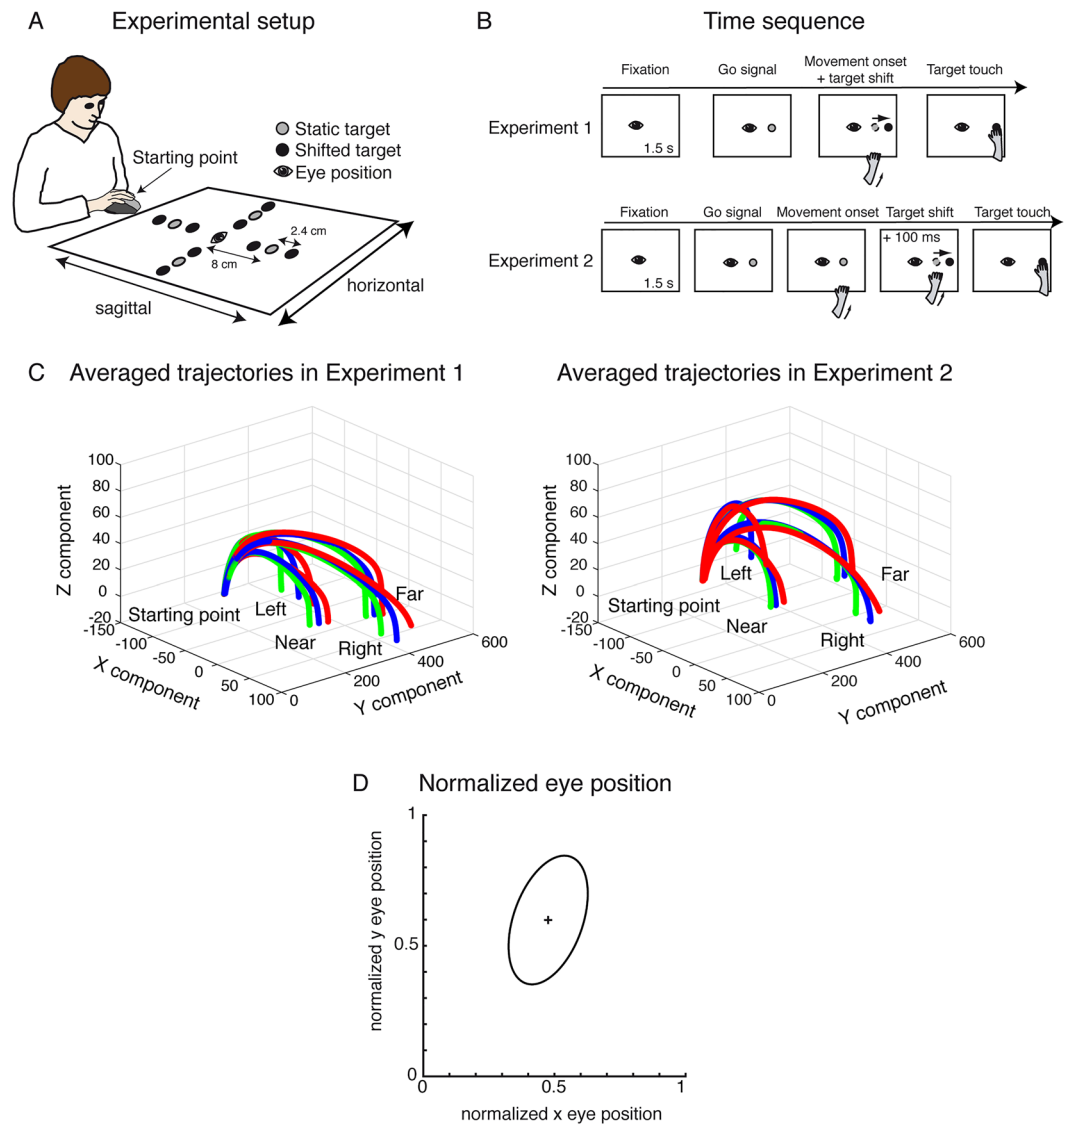 A Experimental setup
Starting point
Static target
Shifted target
Eye position
2.4 cm
8 cm
sagittal
horizontal
B Time sequence
Fixation Go signal Movement onset + target shift Target touch
Experiment 1
1.5 s
Fixation Go signal Movement onset Target shift Target touch
+ 100 ms
Experiment 2
1.5 s
C Averaged trajectories in Experiment 1
100
80
60
40
20
0
-20
Z component
-150
-100
-50
0
50
100
X component
0
200
400
600
Y component
Starting point
Left
Near
Right
Far
Averaged trajectories in Experiment 2
100
80
60
40
20
0
-20
Z component
-150
-100
-50
0
50
100
X component
0
200
400
600
Y component
Starting point
Left
Near
Right
Far
D Normalized eye position
1
0.5
0
normalized y eye position
0 0.5 1
normalized x eye position